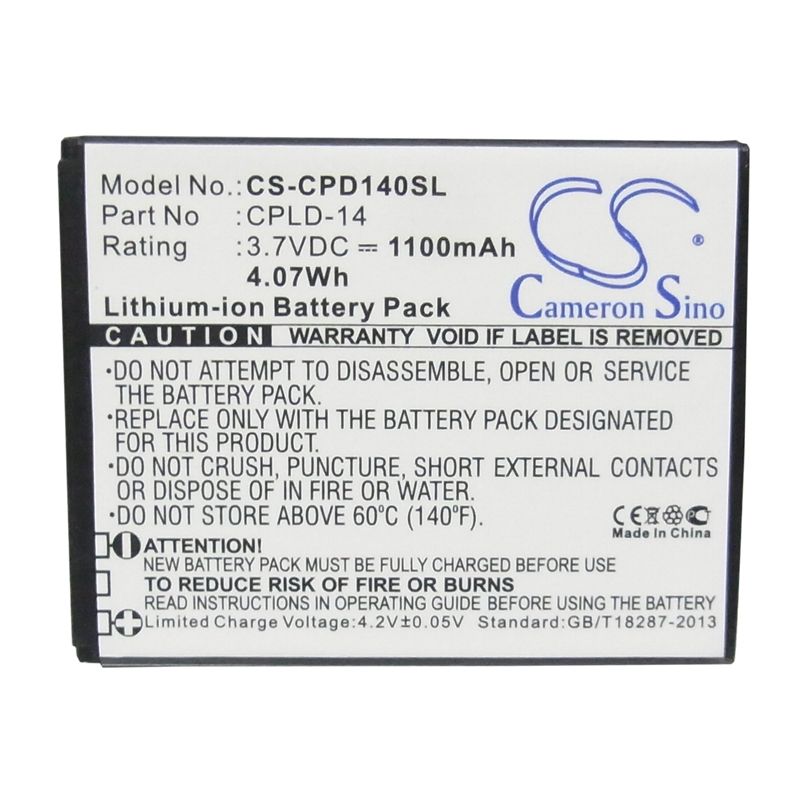 Model No.: CS-CPD140SL
Part No : CPLD-14
Rating : 3.7VDC ⎓ 1100mAh
4.07Wh
CS ®
Cameron Sino
Lithium-ion Battery Pack
CAUTION WARRANTY VOID IF LABEL IS REMOVED
•DO NOT ATTEMPT TO DISASSEMBLE, OPEN OR SERVICE
THE BATTERY PACK.
•REPLACE ONLY WITH THE BATTERY PACK DESIGNATED
FOR THIS PRODUCT.
•DO NOT CRUSH, PUNCTURE, SHORT EXTERNAL CONTACTS
OR DISPOSE OF IN FIRE OR WATER.
•DO NOT STORE ABOVE 60℃ (140℉).
CE
Made in China
ATTENTION!
NEW BATTERY PACK MUST BE FULLY CHARGED BEFORE USE
TO REDUCE RISK OF FIRE OR BURNS
SEE INSTRUCTIONS IN OPERATING GUIDE BEFORE USING THE BATTERY
Limited Charge Voltage:4.2V±0.05V Standard:GB/T18287-2013